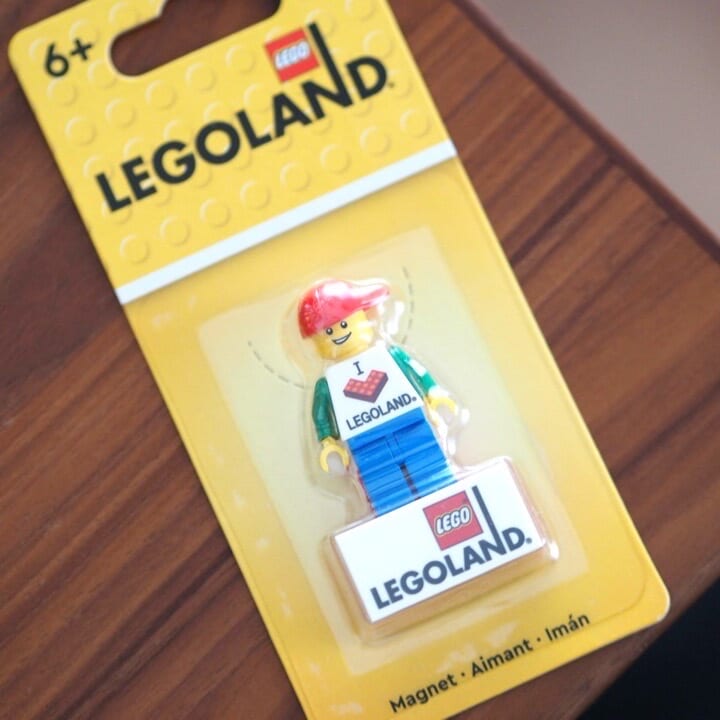 6+
LEGO
LEGOLAND®
I
LEGOLAND®
LEGO
LEGOLAND®
Magnet · Aimant · Imán